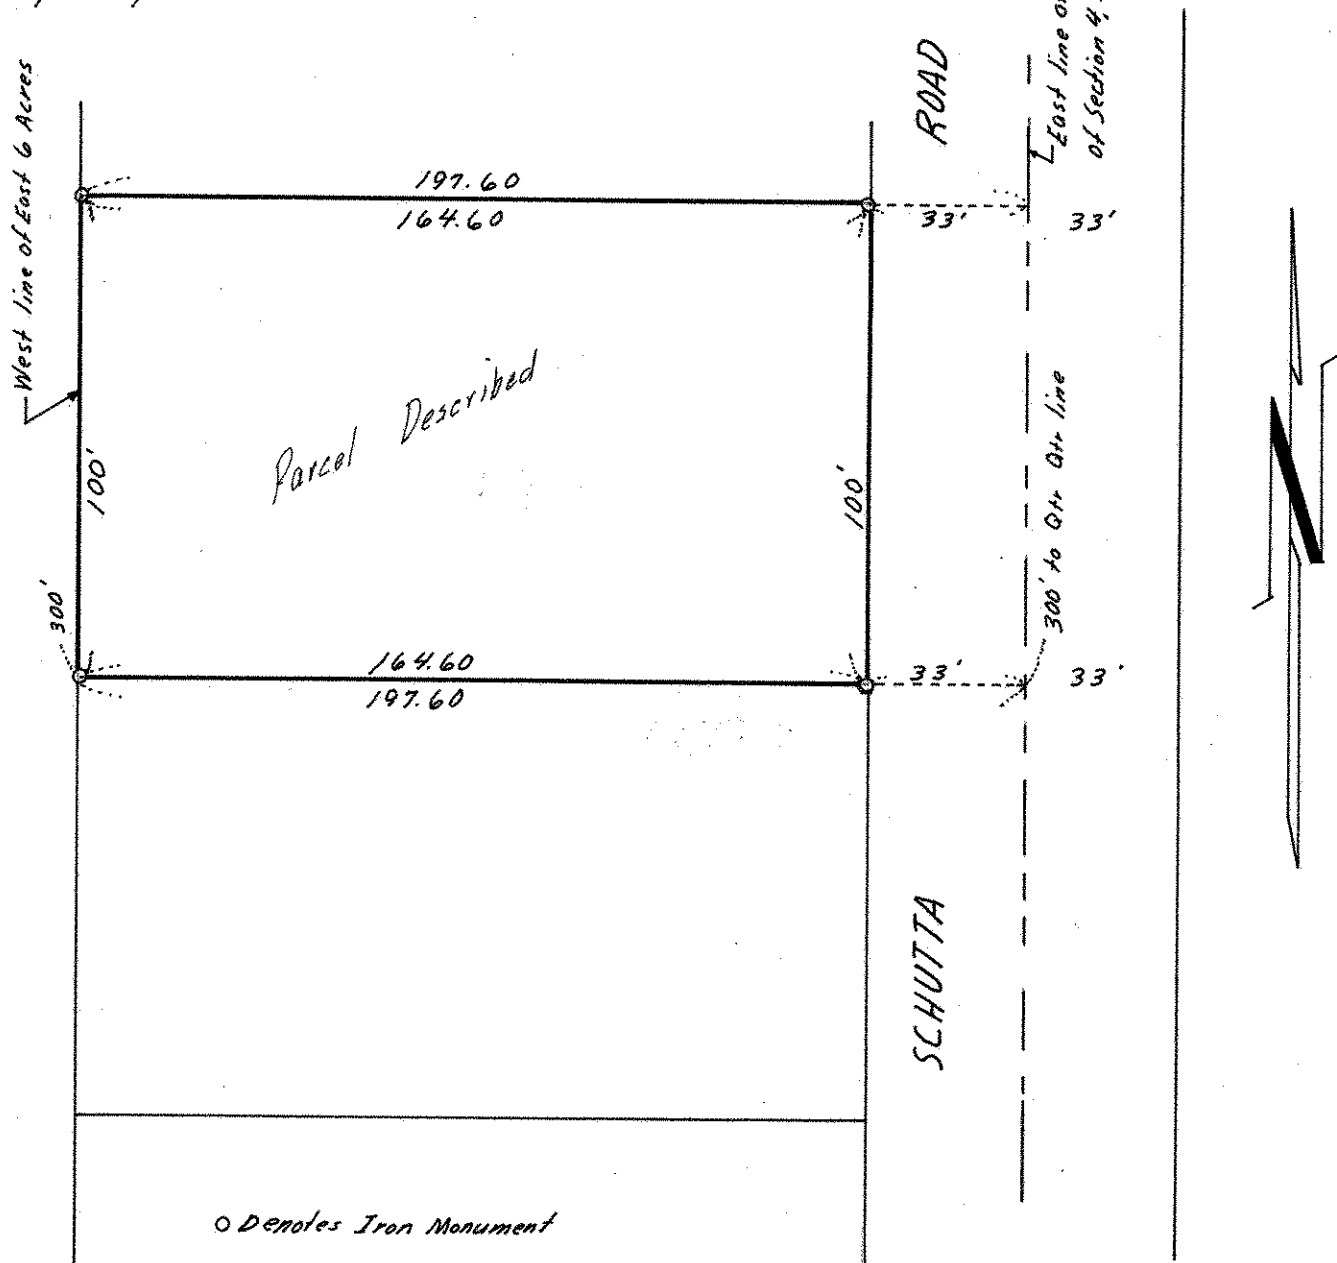 West line of East 6 Acres
ROAD
East line
of Section 4,
197.60
164.60
33'
33'
Parcel Described
100'
100'
300'
300' to Qtr Qtr line
164.60
197.60
33'
33'
SCHUTTA
N
O Denotes Iron Monument